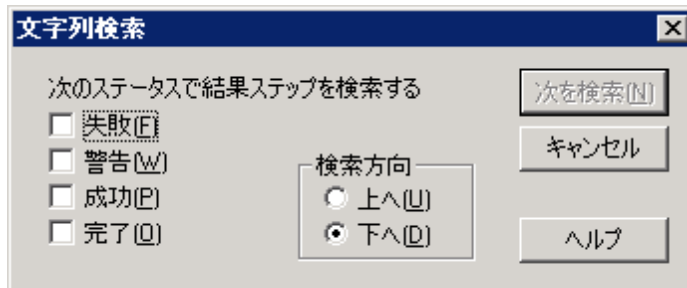 文字列検索
次のステータスで結果ステップを検索する
失敗(F)
警告(W)
成功(P)
完了(O)
検索方向
上へ(U)
下へ(D)
次を検索(N)
キャンセル
ヘルプ